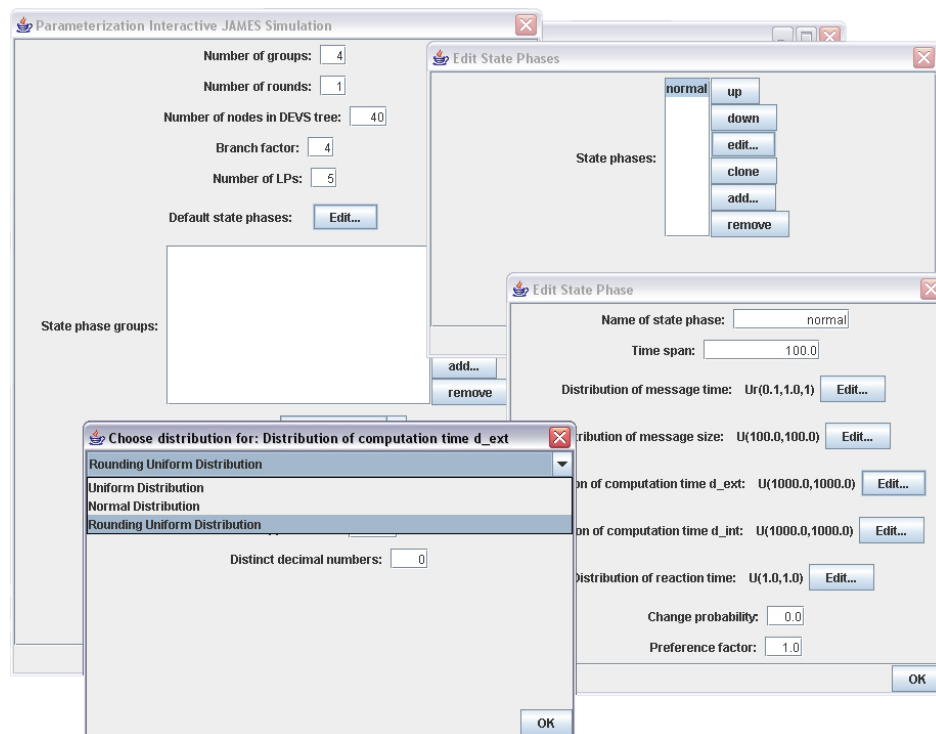 Parameterization Interactive JAMES Simulation
Number of groups: 4
Number of rounds: 1
Number of nodes in DEVS tree: 40
Branch factor: 4
Number of LPs: 5
Default state phases: Edit...
State phase groups:
add...
remove
Edit State Phases
State phases:
normal
up
down
edit...
clone
add...
remove
Edit State Phase
Name of state phase: normal
Time span: 100.0
Distribution of message time: Ur(0.1,1.0,1) Edit...
of message size: U(100.0,100.0) Edit...
of computation time d_ext: U(1000.0,1000.0) Edit...
of computation time d_int: U(1000.0,1000.0) Edit...
Distribution of reaction time: U(1.0,1.0) Edit...
Change probability: 0.0
Preference factor: 1.0
OK
Choose distribution for: Distribution of computation time d_ext
Rounding Uniform Distribution
Uniform Distribution
Normal Distribution
Rounding Uniform Distribution
Distinct decimal numbers: 0
OK